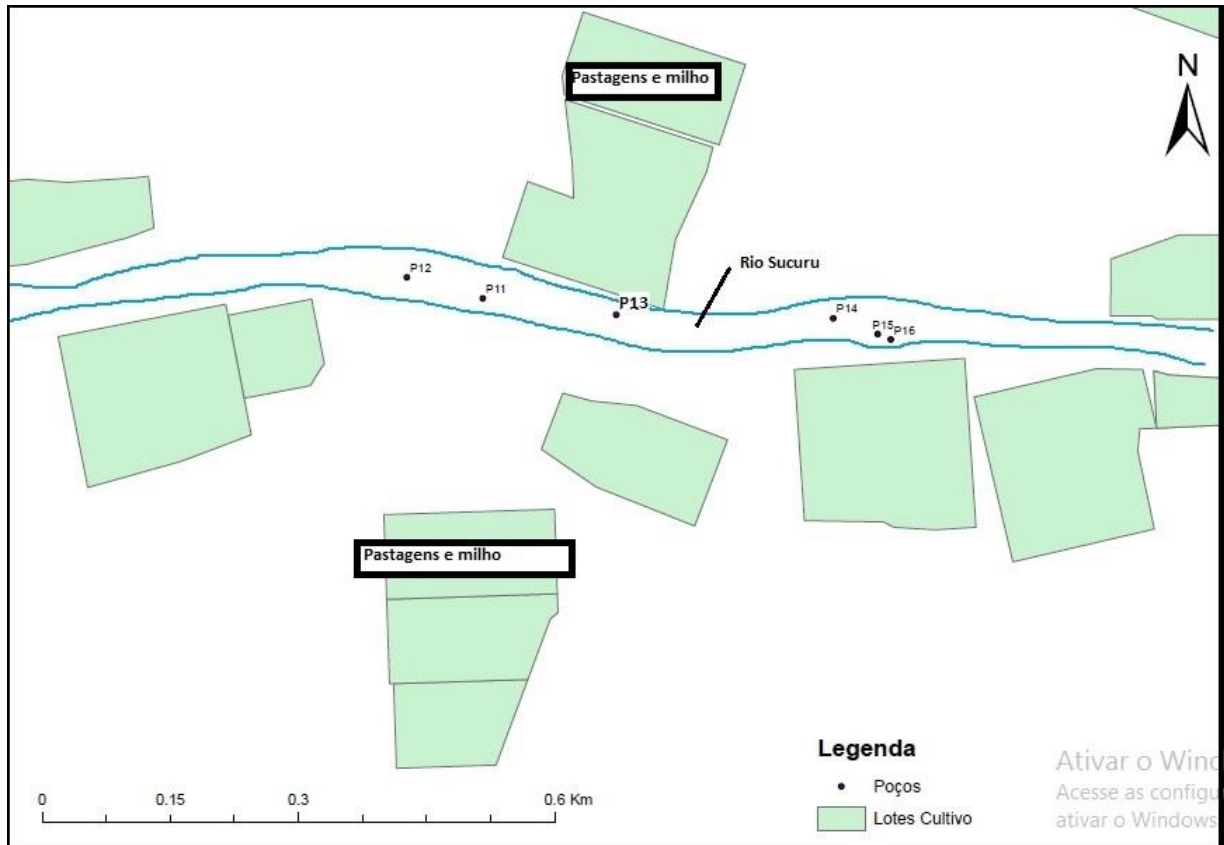 Pastagens e milho
N
Rio Sucuru
P12
P11
P13
P14
P15
P16
Pastagens e milho
0 0.15 0.3 0.6 Km
Legenda
Poços
Lotes Cultivo
Ativar o Wind
Acesse as configu
ativar o Windows